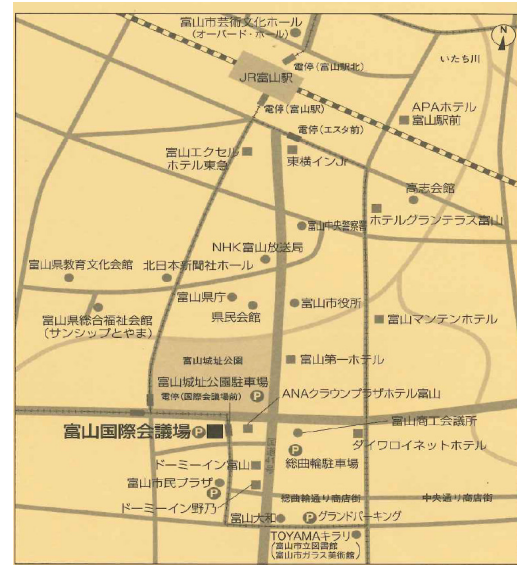 富山市芸術文化ホール
(オーバード・ホール)
N
電停(富山駅北)
いたち川
JR富山駅
電停(富山駅)
APAホテル
富山駅前
電停(エスタ前)
富山エクセル
ホテル東急
東横インJr
高志会館
ホテルグランテラス富山
富山中央警察署
NHK富山放送局
富山県教育文化会館
北日本新聞社ホール
富山県庁
県民会館
富山市役所
富山県総合福祉会館
(サンシップとやま)
富山マンテンホテル
富山城址公園
富山第一ホテル
富山城址公園駐車場
P
電停(国際会議場前)
ANAクラウンプラザホテル富山
富山国際会議場
P
富山商工会議所
ダイワロイネットホテル
P
総曲輪駐車場
ドーミーイン富山
富山市民プラザ
P
ドーミーイン野乃
総曲輪通り商店街
中央通り商店街
富山大和
P
グランドパーキング
TOYAMAキラリ
(富山市立図書館
富山市ガラス美術館)